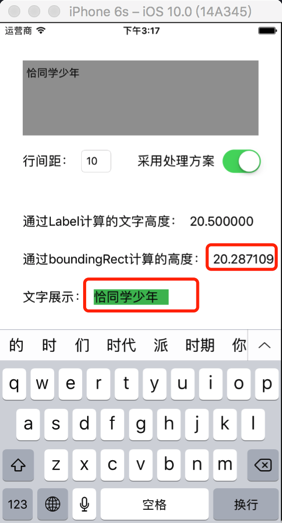 iPhone 6s – iOS 10.0 (14A345)
运营商 下午3:17
恰同学少年
行间距： 10 采用处理方案
通过Label计算的文字高度： 20.500000
通过boundingRect计算的高度： 20.287109
文字展示： 恰同学少年
的 时 们 时代 派 时期 你
q w e r t y u i o p
a s d f g h j k l
z x c v b n m
123 空格 换行